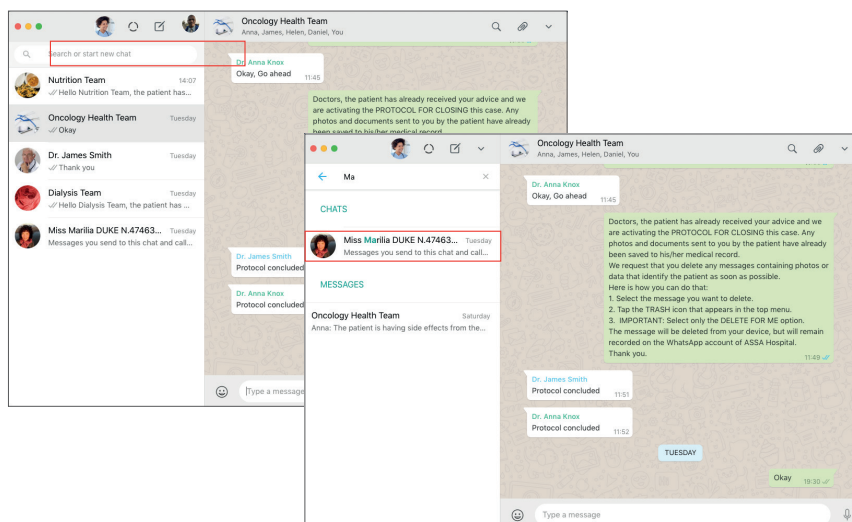 Oncology Health Team
Anna, James, Helen, Daniel, You
Search or start new chat
Nutrition Team 14:07
Hello Nutrition Team, the patient has...
Oncology Health Team Tuesday
Okay
Dr. James Smith Tuesday
Thank you
Dialysis Team Tuesday
Hello Dialysis Team, the patient has ...
Miss Marilia DUKE N.47463... Tuesday
Messages you send to this chat and call...
Dr. Anna Knox
Okay, Go ahead 11:45
Doctors, the patient has already received your advice and we
are activating the PROTOCOL FOR CLOSING this case. Any
photos and documents sent to you by the patient have already
been saved to his/her medical record.
Dr. James Smith
Protocol concluded
Dr. Anna Knox
Protocol concluded
Type a message
Oncology Health Team
Anna, James, Helen, Daniel, You
Ma
CHATS
Miss Marilia DUKE N.47463... Tuesday
Messages you send to this chat and call...
MESSAGES
Oncology Health Team Saturday
Anna: The patient is having side effects from the...
Dr. Anna Knox
Okay, Go ahead 11:45
Doctors, the patient has already received your advice and we
are activating the PROTOCOL FOR CLOSING this case. Any
photos and documents sent to you by the patient have already
been saved to his/her medical record.
We request that you delete any messages containing photos or
data that identify the patient as soon as possible.
Here is how you can do that:
1. Select the message you want to delete.
2. Tap the TRASH icon that appears in the top menu.
3. IMPORTANT: Select only the DELETE FOR ME option.
The message will be deleted from your device, but will remain
recorded on the WhatsApp account of ASSA Hospital.
Thank you.
11:49
Dr. James Smith
Protocol concluded 11:51
Dr. Anna Knox
Protocol concluded 11:52
TUESDAY
Okay 19:30
Type a message